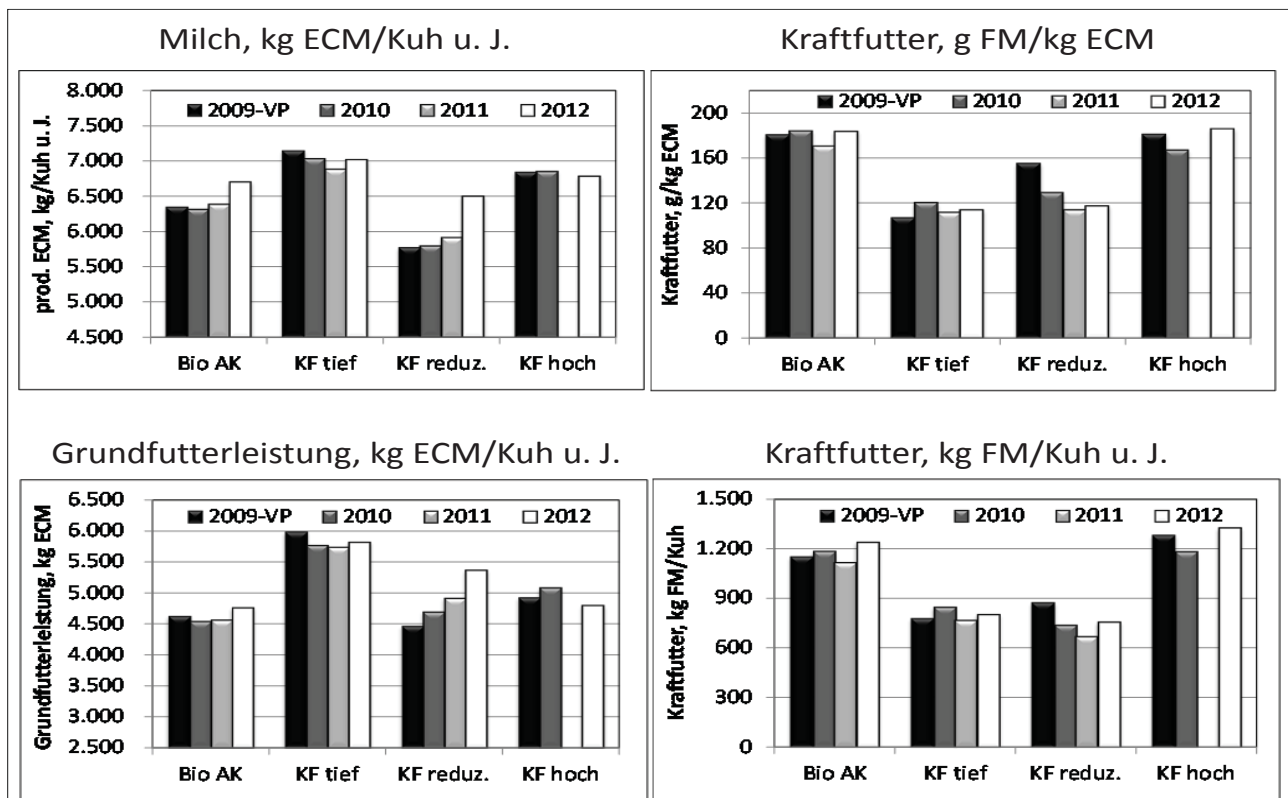 Milch, kg ECM/Kuh u. J.
prod. ECM, kg/Kuh u. J.
8.000
7.500
7.000
6.500
6.000
5.500
5.000
4.500
2009-VP 2010 2011 2012
Bio AK KF tief KF reduz. KF hoch
Kraftfutter, g FM/kg ECM
Kraftfutter, g/kg ECM
200
160
120
80
40
0
2009-VP 2010 2011 2012
Bio AK KF tief KF reduz. KF hoch
Grundfutterleistung, kg ECM/Kuh u. J.
Grundfutterleistung, kg ECM
6.500
6.000
5.500
5.000
4.500
4.000
3.500
3.000
2.500
2009-VP 2010 2011 2012
Bio AK KF tief KF reduz. KF hoch
Kraftfutter, kg FM/Kuh u. J.
Kraftfutter, kg FM/Kuh
1.500
1.200
900
600
300
0
2009-VP 2010 2011 2012
Bio AK KF tief KF reduz. KF hoch